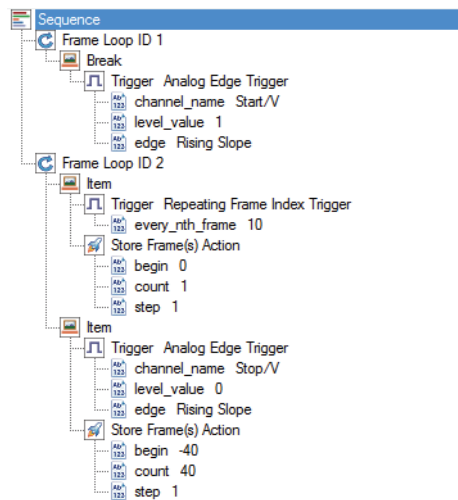 Sequence
Frame Loop ID 1
Break
Trigger Analog Edge Trigger
channel_name Start/V
level_value 1
edge Rising Slope
Frame Loop ID 2
Item
Trigger Repeating Frame Index Trigger
every_nth_frame 10
Store Frame(s) Action
begin 0
count 1
step 1
Item
Trigger Analog Edge Trigger
channel_name Stop/V
level_value 0
edge Rising Slope
Store Frame(s) Action
begin -40
count 40
step 1